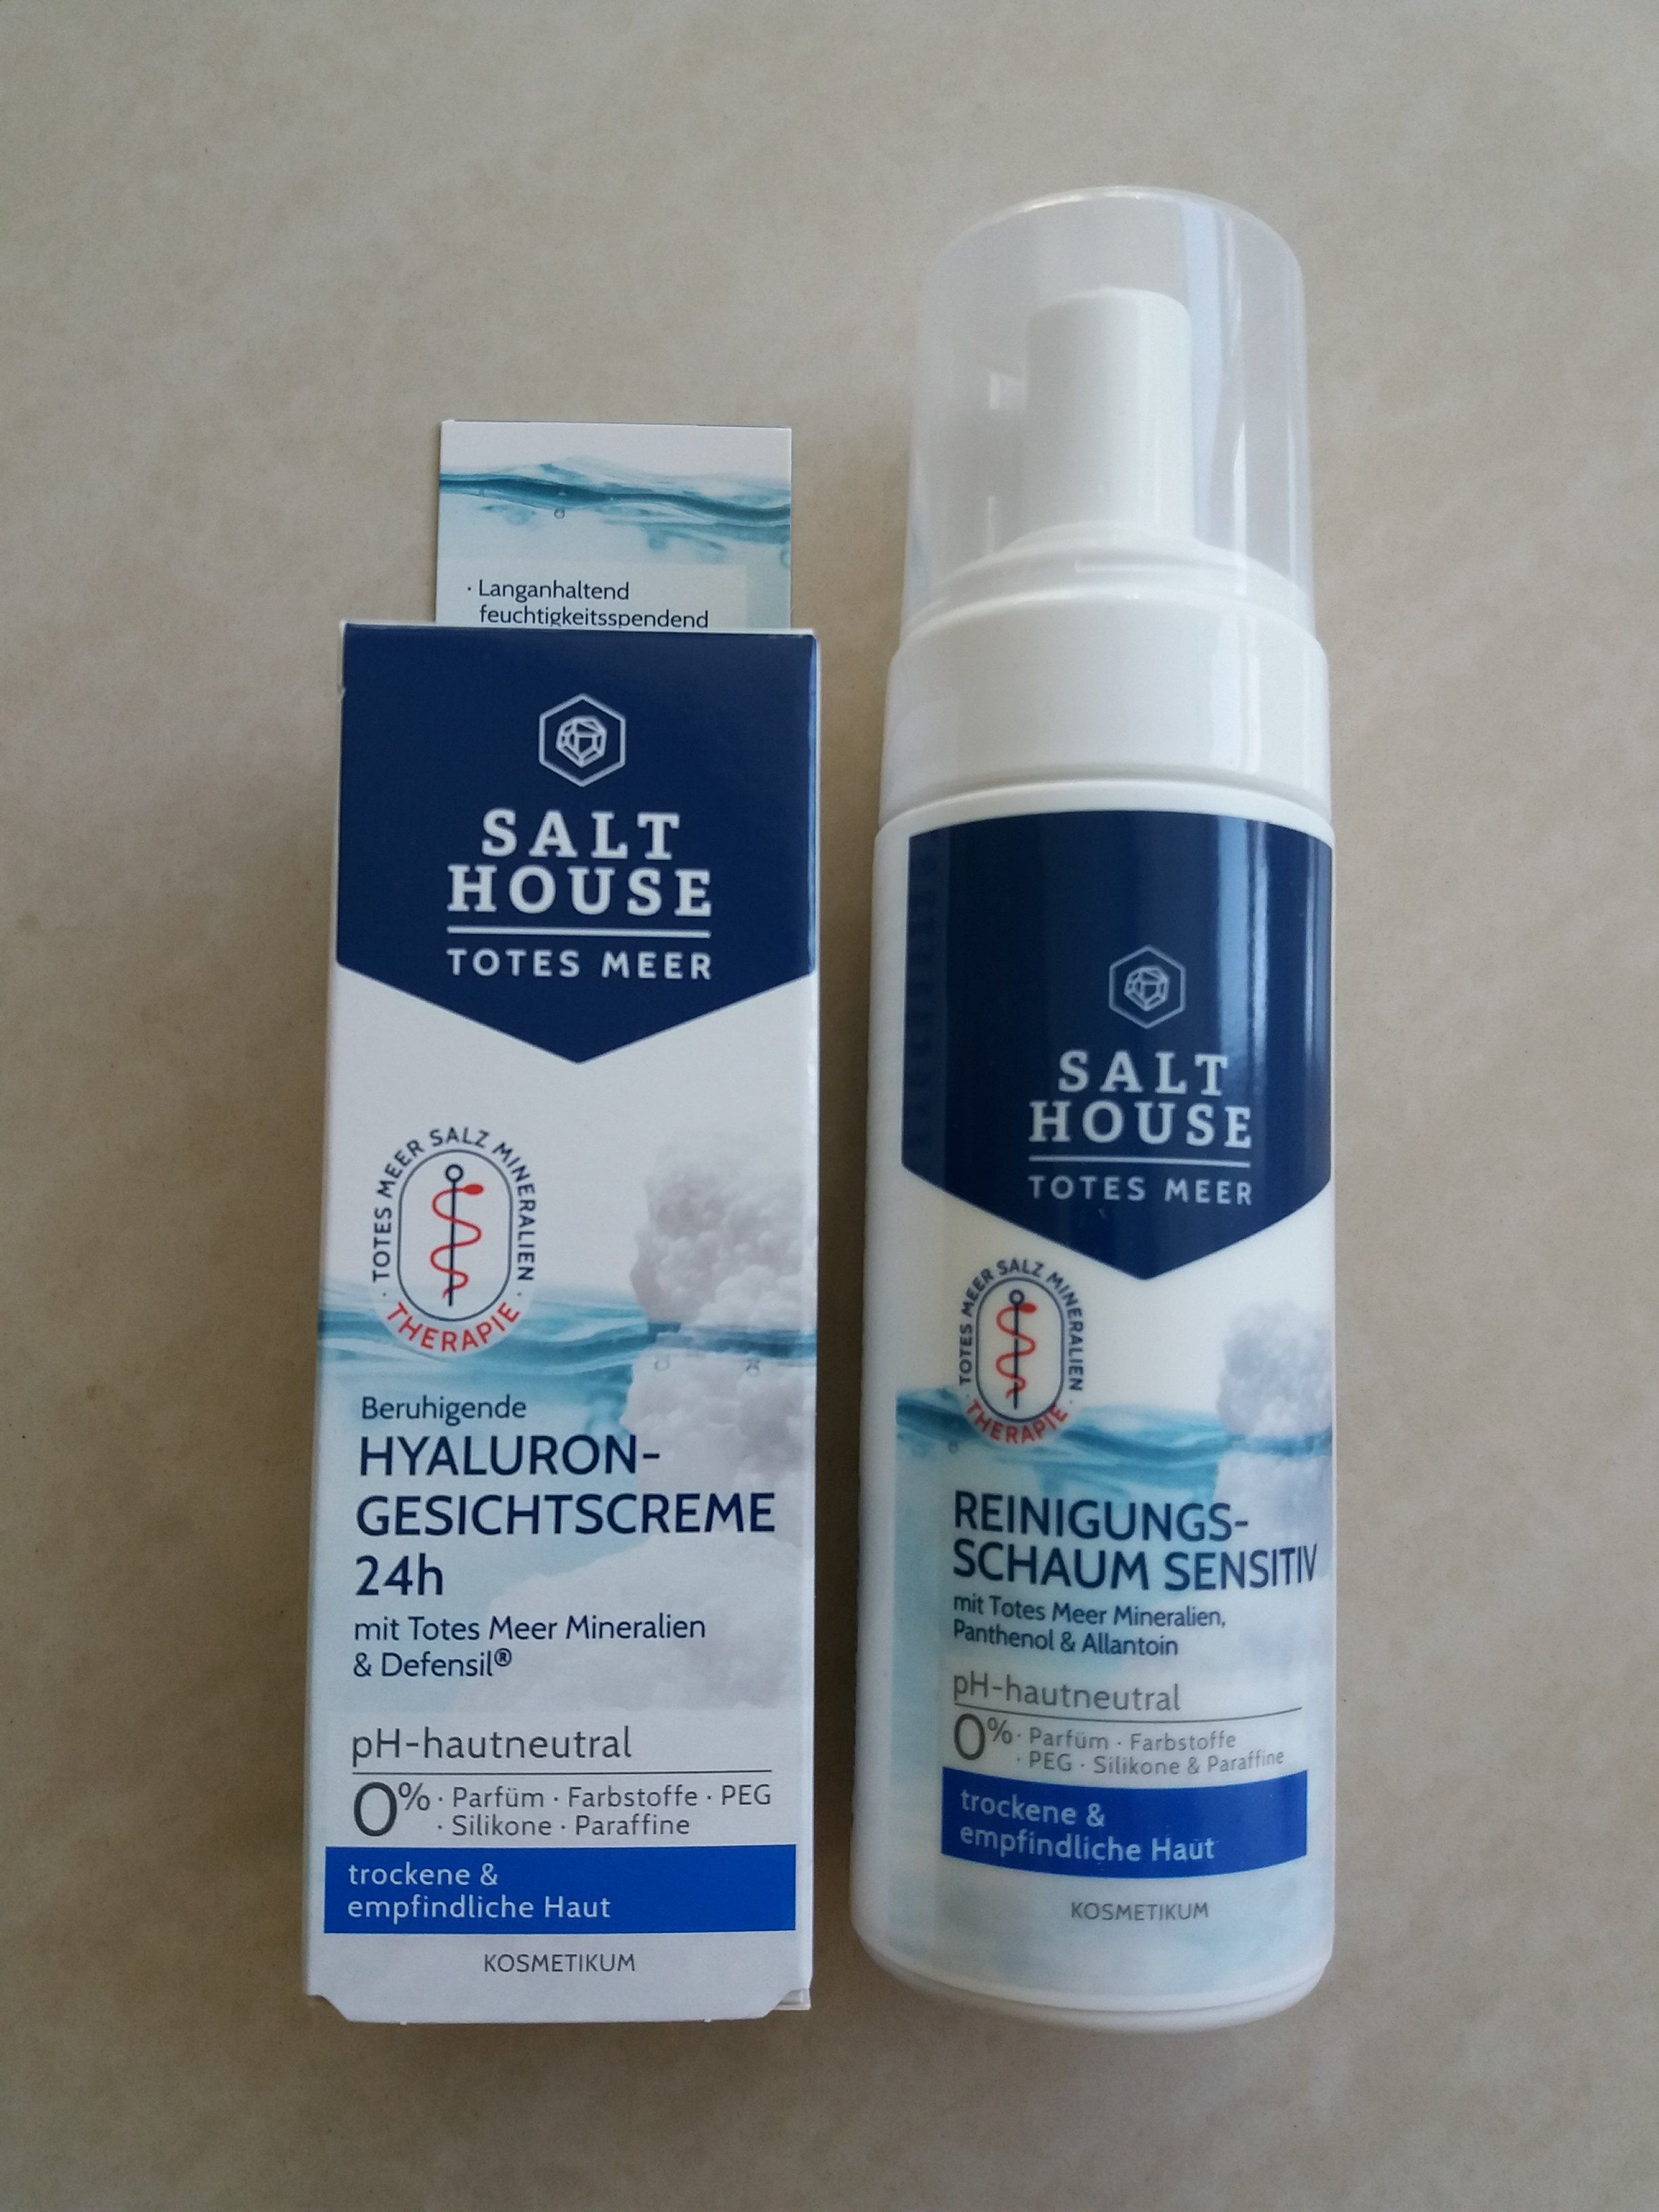 · Langanhaltend
feuchtigkeitsspendend
SALT
HOUSE
TOTES MEER
· TOTES MEER SALZ MINERALIEN ·
THERAPIE
Beruhigende
HYALURON-
GESICHTSCREME
24h
mit Totes Meer Mineralien
& Defensil®
pH-hautneutral
0% · Parfüm · Farbstoffe · PEG
· Silikone · Paraffine
trockene &
empfindliche Haut
KOSMETIKUM
SALT
HOUSE
TOTES MEER
· TOTES MEER SALZ MINERALIEN ·
THERAPIE
REINIGUNGS-
SCHAUM SENSITIV
mit Totes Meer Mineralien,
Panthenol & Allantoin
pH-hautneutral
0% · Parfüm · Farbstoffe
· PEG · Silikone & Paraffine
trockene &
empfindliche Haut
KOSMETIKUM